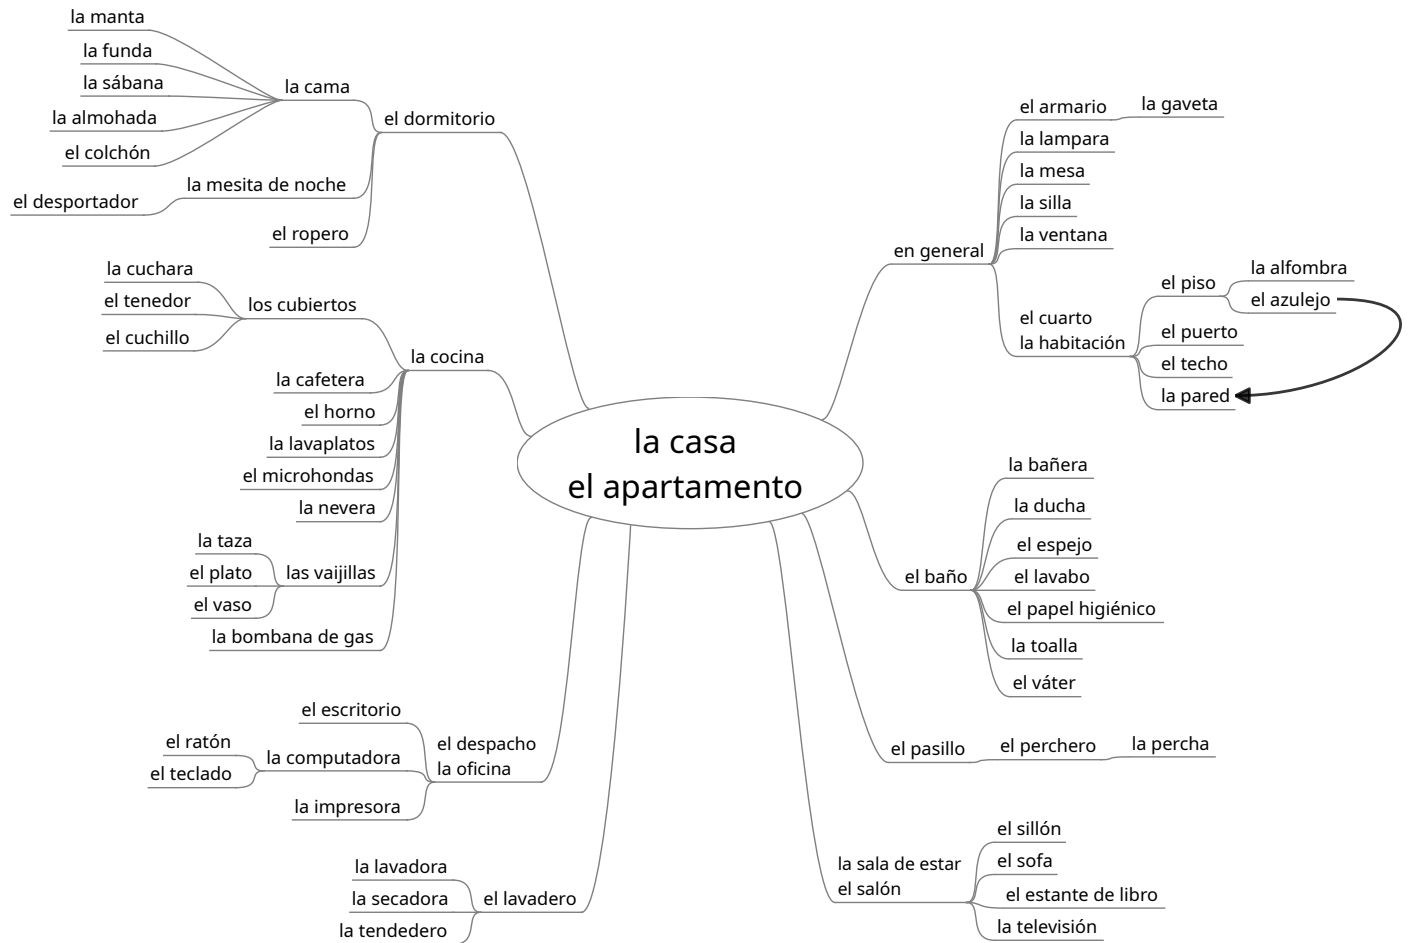 la casa
el apartamento
el dormitorio
la cama
la manta
la funda
la sábana
la almohada
el colchón
la mesita de noche
el desportador
el ropero
la cocina
los cubiertos
la cuchara
el tenedor
el cuchillo
la cafetera
el horno
la lavaplatos
el microhondas
la nevera
las vaijillas
la taza
el plato
el vaso
la bombana de gas
el despacho
la oficina
el escritorio
la computadora
el ratón
el teclado
la impresora
el lavadero
la lavadora
la secadora
la tendedero
en general
el armario
la gaveta
la lampara
la mesa
la silla
la ventana
el cuarto
la habitación
el piso
la alfombra
el azulejo
el puerto
el techo
la pared
el baño
la bañera
la ducha
el espejo
el lavabo
el papel higiénico
la toalla
el váter
el pasillo
el perchero
la percha
la sala de estar
el salón
el sillón
el sofa
el estante de libro
la televisión